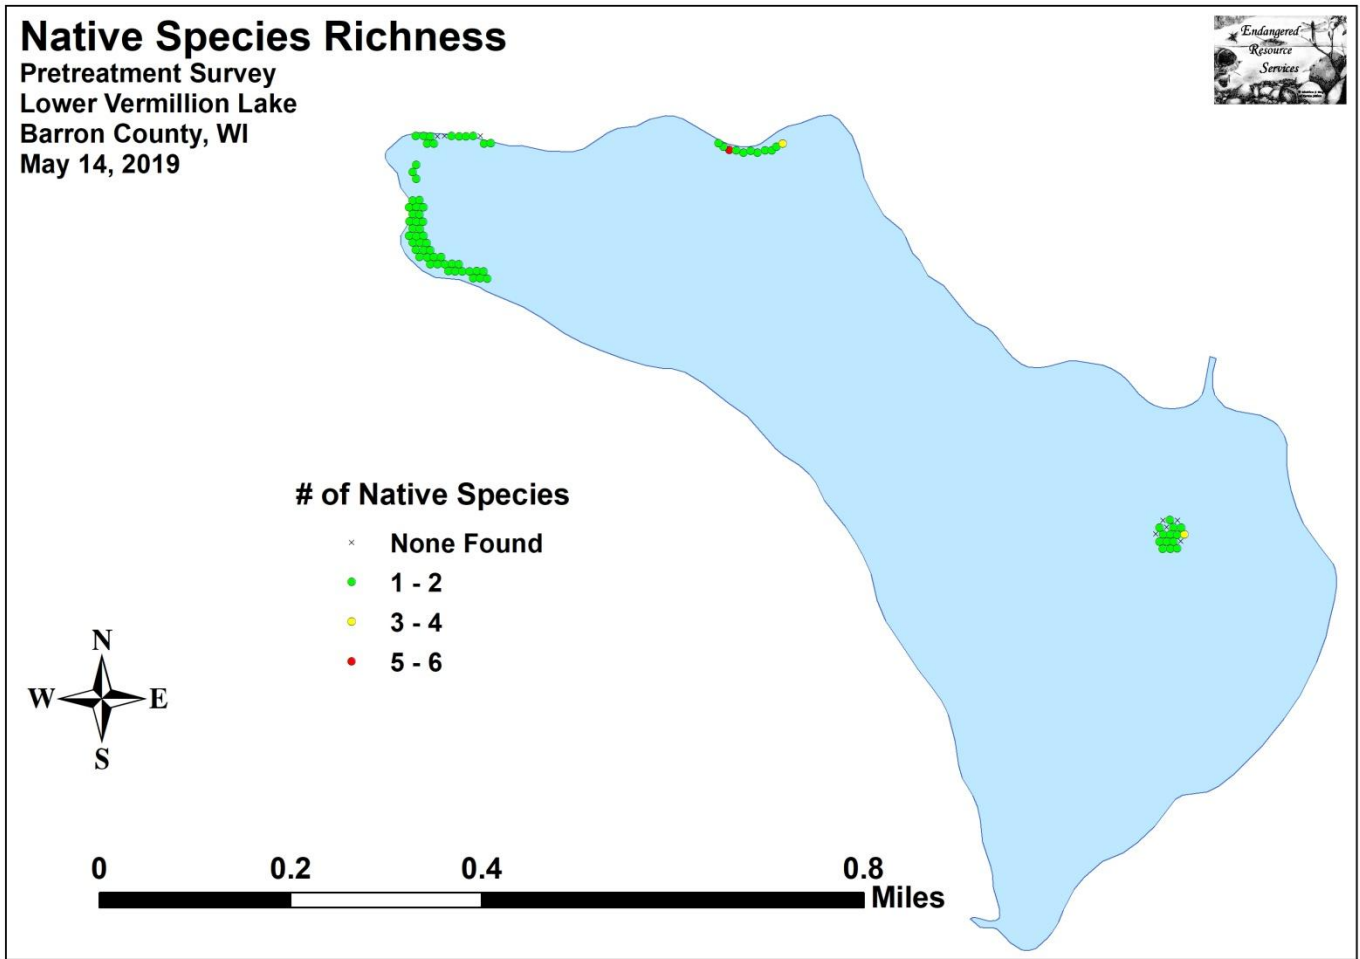 Native Species Richness
Pretreatment Survey
Lower Vermillion Lake
Barron County, WI
May 14, 2019
Endangered
Resource
Services
# of Native Species
None Found
1 - 2
3 - 4
5 - 6
N
W E
S
0 0.2 0.4 0.8
Miles